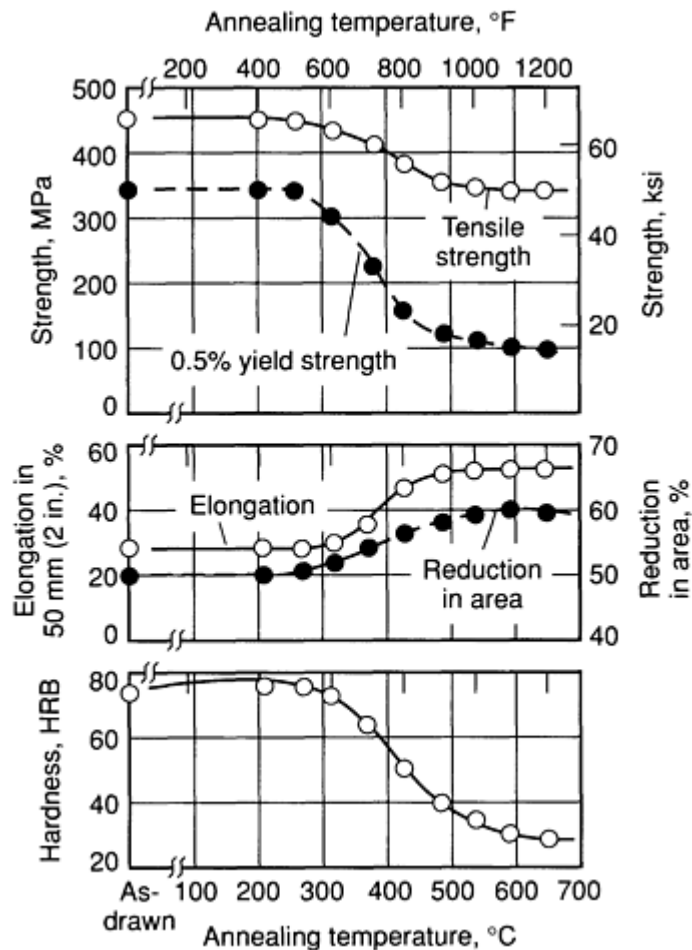 Annealing temperature, °F
200 400 600 800 1000 1200
500
400
300
200
100
0
Strength, MPa
60
40
20
Strength, ksi
Tensile
strength
0.5% yield strength
60
40
20
0
Elongation in
50 mm (2 in.), %
70
60
50
40
Reduction
in area, %
Elongation
Reduction
in area
80
60
40
20
Hardness, HRB
As-
drawn
100 200 300 400 500 600 700
Annealing temperature, °C